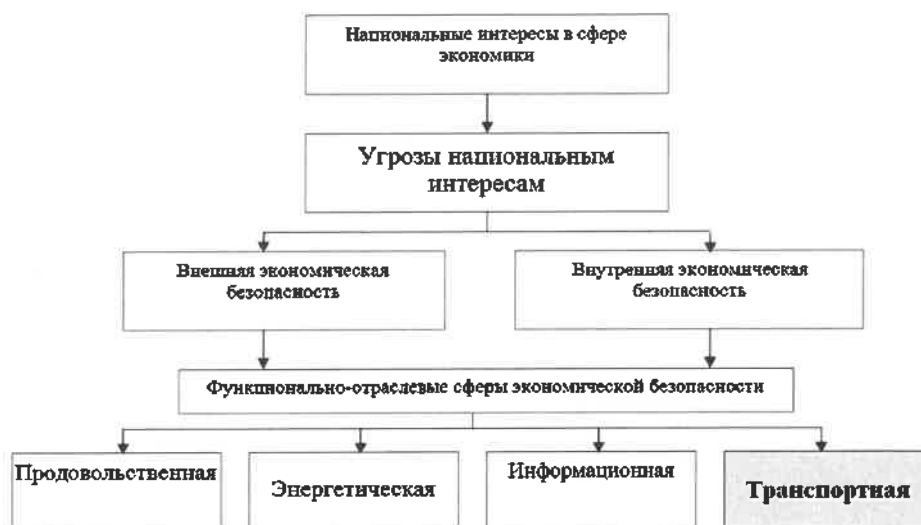 Национальные интересы в сфере
экономики
Угрозы национальным
интересам
Внешняя экономическая
безопасность
Внутренняя экономическая
безопасность
Функционально-отраслевые сферы экономической безопасности
Продовольственная
Энергетическая
Информационная
Транспортная